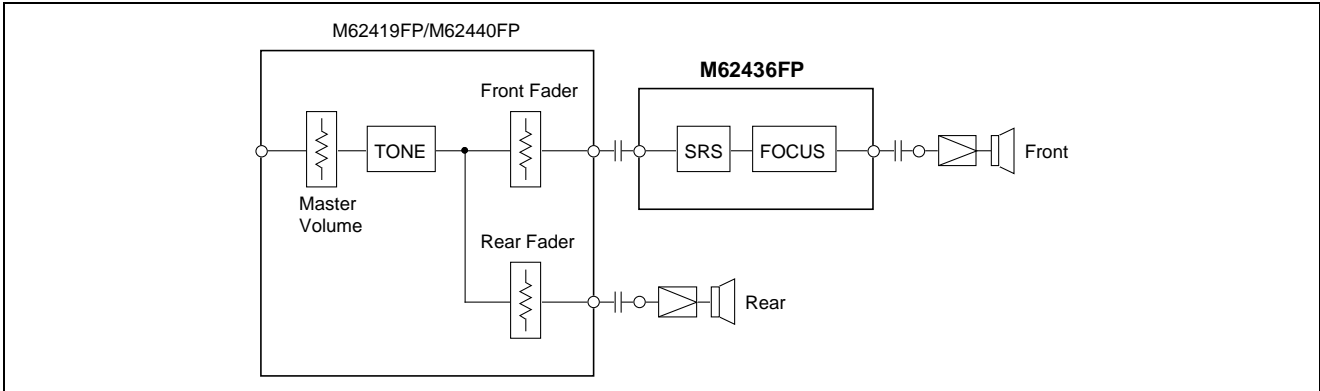 M62419FP/M62440FP
M62436FP
Front Fader
TONE
SRS
FOCUS
Front
Master
Volume
Rear Fader
Rear